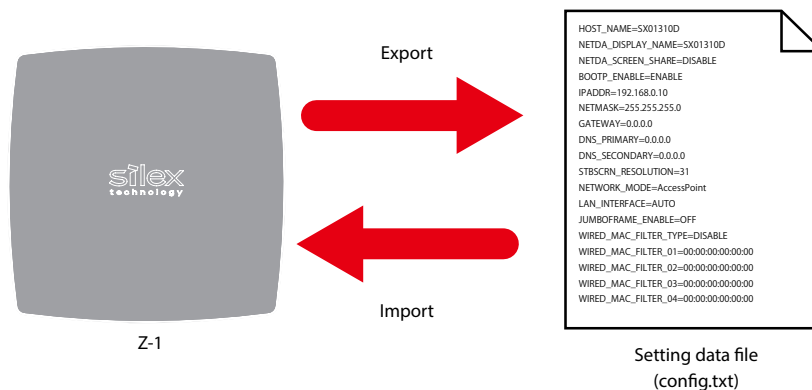 silex
technology
Z-1
Export
Import
HOST_NAME=SX01310D
NETDA_DISPLAY_NAME=SX01310D
NETDA_SCREEN_SHARE=DISABLE
BOOTP_ENABLE=ENABLE
IPADDR=192.168.0.10
NETMASK=255.255.255.0
GATEWAY=0.0.0.0
DNS_PRIMARY=0.0.0.0
DNS_SECONDARY=0.0.0.0
STBSCRN_RESOLUTION=31
NETWORK_MODE=AccessPoint
LAN_INTERFACE=AUTO
JUMBOFRAME_ENABLE=OFF
WIRED_MAC_FILTER_TYPE=DISABLE
WIRED_MAC_FILTER_01=00:00:00:00:00:00
WIRED_MAC_FILTER_02=00:00:00:00:00:00
WIRED_MAC_FILTER_03=00:00:00:00:00:00
WIRED_MAC_FILTER_04=00:00:00:00:00:00
Setting data file
(config.txt)